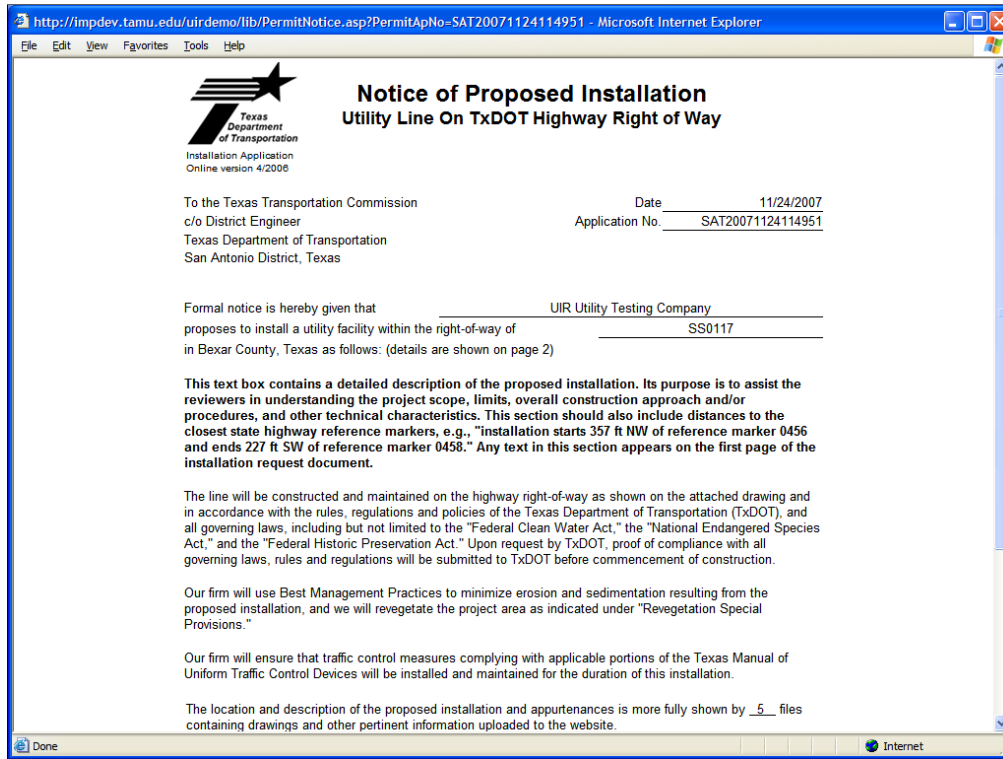 http://impdev.tamu.edu/uirdemo/lib/PermitNotice.asp?PermitApNo=SAT20071124114951 - Microsoft Internet Explorer
File Edit View Favorites Tools Help
Texas
Department
of Transportation
Installation Application
Online version 4/2006
Notice of Proposed Installation
Utility Line On TxDOT Highway Right of Way
To the Texas Transportation Commission
c/o District Engineer
Texas Department of Transportation
San Antonio District, Texas
Date 11/24/2007
Application No. SAT20071124114951
Formal notice is hereby given that UIR Utility Testing Company
proposes to install a utility facility within the right-of-way of SS0117
in Bexar County, Texas as follows: (details are shown on page 2)
This text box contains a detailed description of the proposed installation. Its purpose is to assist the
reviewers in understanding the project scope, limits, overall construction approach and/or
procedures, and other technical characteristics. This section should also include distances to the
closest state highway reference markers, e.g., "installation starts 357 ft NW of reference marker 0456
and ends 227 ft SW of reference marker 0458." Any text in this section appears on the first page of the
installation request document.
The line will be constructed and maintained on the highway right-of-way as shown on the attached drawing and
in accordance with the rules, regulations and policies of the Texas Department of Transportation (TxDOT), and
all governing laws, including but not limited to the "Federal Clean Water Act," the "National Endangered Species
Act," and the "Federal Historic Preservation Act." Upon request by TxDOT, proof of compliance with all
governing laws, rules and regulations will be submitted to TxDOT before commencement of construction.
Our firm will use Best Management Practices to minimize erosion and sedimentation resulting from the
proposed installation, and we will revegetate the project area as indicated under "Revegetation Special
Provisions."
Our firm will ensure that traffic control measures complying with applicable portions of the Texas Manual of
Uniform Traffic Control Devices will be installed and maintained for the duration of this installation.
The location and description of the proposed installation and appurtenances is more fully shown by 5 files
containing drawings and other pertinent information uploaded to the website.
Done
Internet